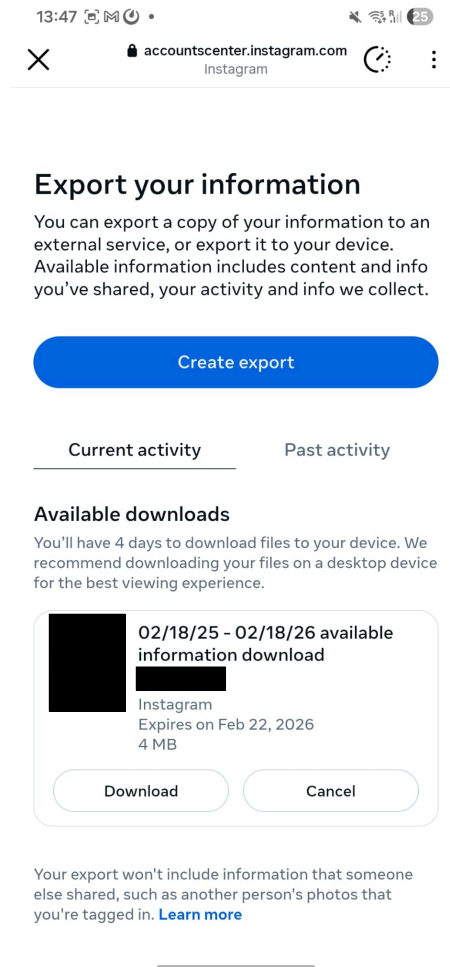 13:47
25
accountscenter.instagram.com
Instagram
Export your information
You can export a copy of your information to an
external service, or export it to your device.
Available information includes content and info
you've shared, your activity and info we collect.
Create export
Current activity
Past activity
Available downloads
You'll have 4 days to download files to your device. We
recommend downloading your files on a desktop device
for the best viewing experience.
02/18/25 - 02/18/26 available
information download
Instagram
Expires on Feb 22, 2026
4 MB
Download
Cancel
Your export won't include information that someone
else shared, such as another person's photos that
you're tagged in. Learn more